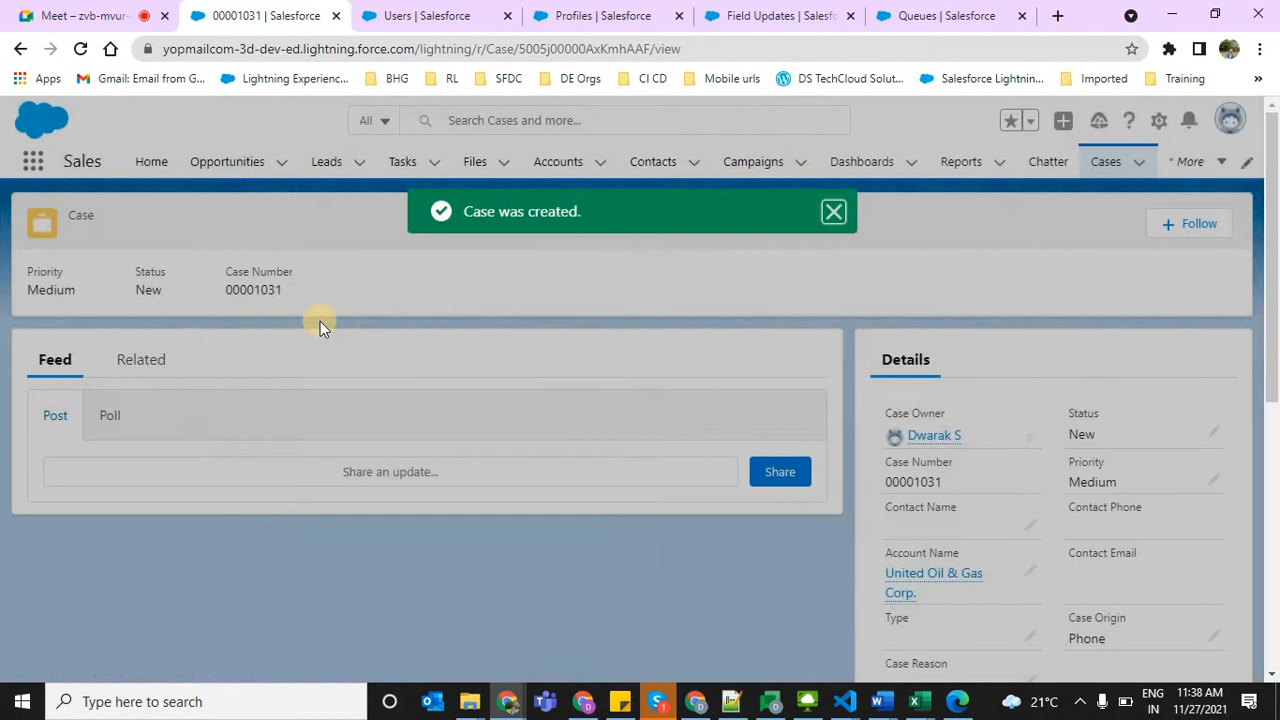 Meet – zvb-mvur-
00001031 | Salesforce
Users | Salesforce
Profiles | Salesforce
Field Updates | Salesfo
Queues | Salesforce
yopmailcom-3d-dev-ed.lightning.force.com/lightning/r/Case/5005j00000AxKmhAAF/view
Apps
Gmail: Email from G...
Lightning Experienc...
BHG
RL
SFDC
DE Orgs
CI CD
Mobile urls
DS TechCloud Solut...
Salesforce Lightnin...
Imported
Training
»
All
Search Cases and more...
Sales
Home
Opportunities
Leads
Tasks
Files
Accounts
Contacts
Campaigns
Dashboards
Reports
Chatter
Cases
* More
Case
Case was created.
+ Follow
Priority
Medium
Status
New
Case Number
00001031
Feed
Related
Post
Poll
Share an update...
Share
Details
Case Owner
Dwarak S
Status
New
Case Number
00001031
Priority
Medium
Contact Name
Contact Phone
Account Name
United Oil & Gas
Corp.
Contact Email
Type
Case Origin
Phone
Case Reason
Type here to search
21°C
ENG
IN
11:38 AM
11/27/2021